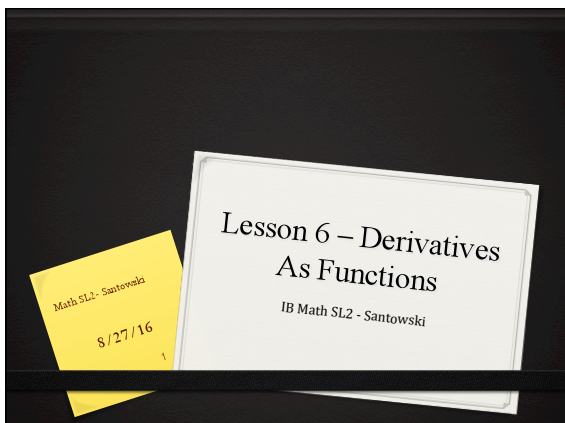 Lesson 6 – Derivatives
As Functions
IB Math SL2 - Santowski
Math SL2- Santowski
8/27/16
1